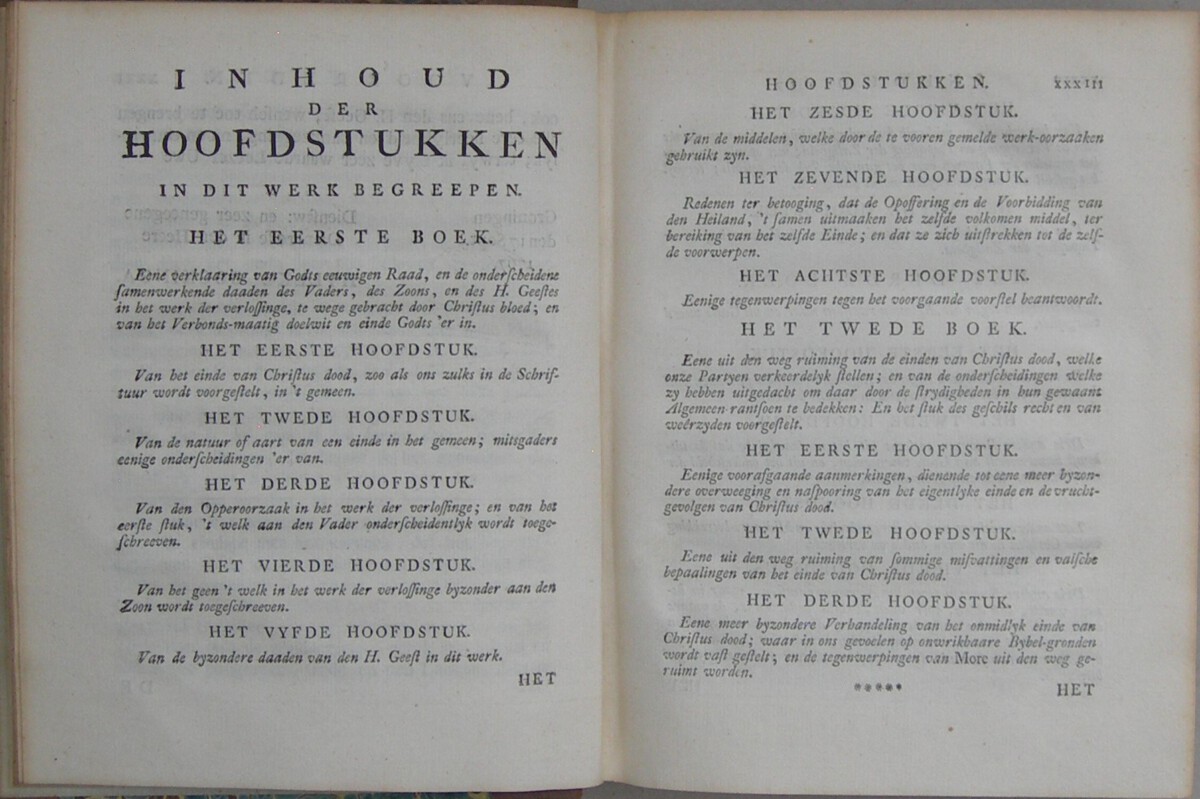 INHOUD
DER
HOOFDSTUKKEN
IN DIT WERK BEGREEPEN.
HET EERSTE BOEK.
Eene verklaaring van Godts eeuwigen Raad, en de onderſcheidene
ſamenwerkende daaden des Vaders, des Zoons, en des H. Geeſtes
in het werk der verloſſinge, te wege gebracht door Chriſtus bloed; en
van het Verbonds-maatig doelwit en einde Godts 'er in.
HET EERSTE HOOFDSTUK.
Van het einde van Chriſtus dood, zoo als ons zulks in de Schrif-
tuur wordt voorgeſtelt, in 't gemeen.
HET TWEDE HOOFDSTUK.
Van de natuur of aart van een einde in het gemeen; mitsgaders
eenige onderſcheidingen 'er van.
HET DERDE HOOFDSTUK.
Van den Opperoorzaak in het werk der verloſſinge; en van het
eerſte ſtuk, 't welk aan den Vader onderſcheidentlyk wordt toege-
ſchreeven.
HET VIERDE HOOFDSTUK.
Van het geen 't welk in het werk der verloſſinge byzonder aan den
Zoon wordt toegeſchreeven.
HET VYFDE HOOFDSTUK.
Van de byzondere daaden van den H. Geeſt in dit werk.
HET
HOOFDSTUKKEN. XXXIII
HET ZESDE HOOFDSTUK.
Van de middelen, welke door de te vooren gemelde werk-oorzaaken
gebruikt zyn.
HET ZEVENDE HOOFDSTUK.
Redenen ter betooging, dat de Opoffering en de Voorbidding van
den Heiland, 't ſamen uitmaaken het zelfde volkomen middel, ter
bereiking van het zelfde Einde; en dat ze zich uitſtrekken tot de zelf-
de voorwerpen.
HET ACHTSTE HOOFDSTUK.
Eenige tegenwerpingen tegen het voorgaande voorſtel beantwoordt.
HET TWEDE BOEK.
Eene uit den weg ruiming van de einden van Chriſtus dood, welke
onze Partyen verkeerdelyk ſtellen; en van de onderſcheidingen welke
zy hebben uitgedacht om daar door de ſtrydigheden in hun gewaant
Algemeen rantſoen te bedekken: En het ſtuk des geſchils recht en van
weêrzyden voorgeſtelt.
HET EERSTE HOOFDSTUK.
Eenige voorafgaande aanmerkingen, dienende tot eene meer byzon-
dere overweeging en naſpooring van het eigentlyke einde en de vrucht-
gevolgen van Chriſtus dood.
HET TWEDE HOOFDSTUK.
Eene uit den weg ruiming van ſommige misvattingen en valſche
bepaalingen van het einde van Chriſtus dood.
HET DERDE HOOFDSTUK.
Eene meer byzondere Verhandeling van het onmidlyk einde van
Chriſtus dood; waar in ons gevoelen op onwrikbaare Bybel-gronden
wordt vaſt geſtelt; en de tegenwerpingen van More uit den weg ge-
ruimt worden.
***** HET